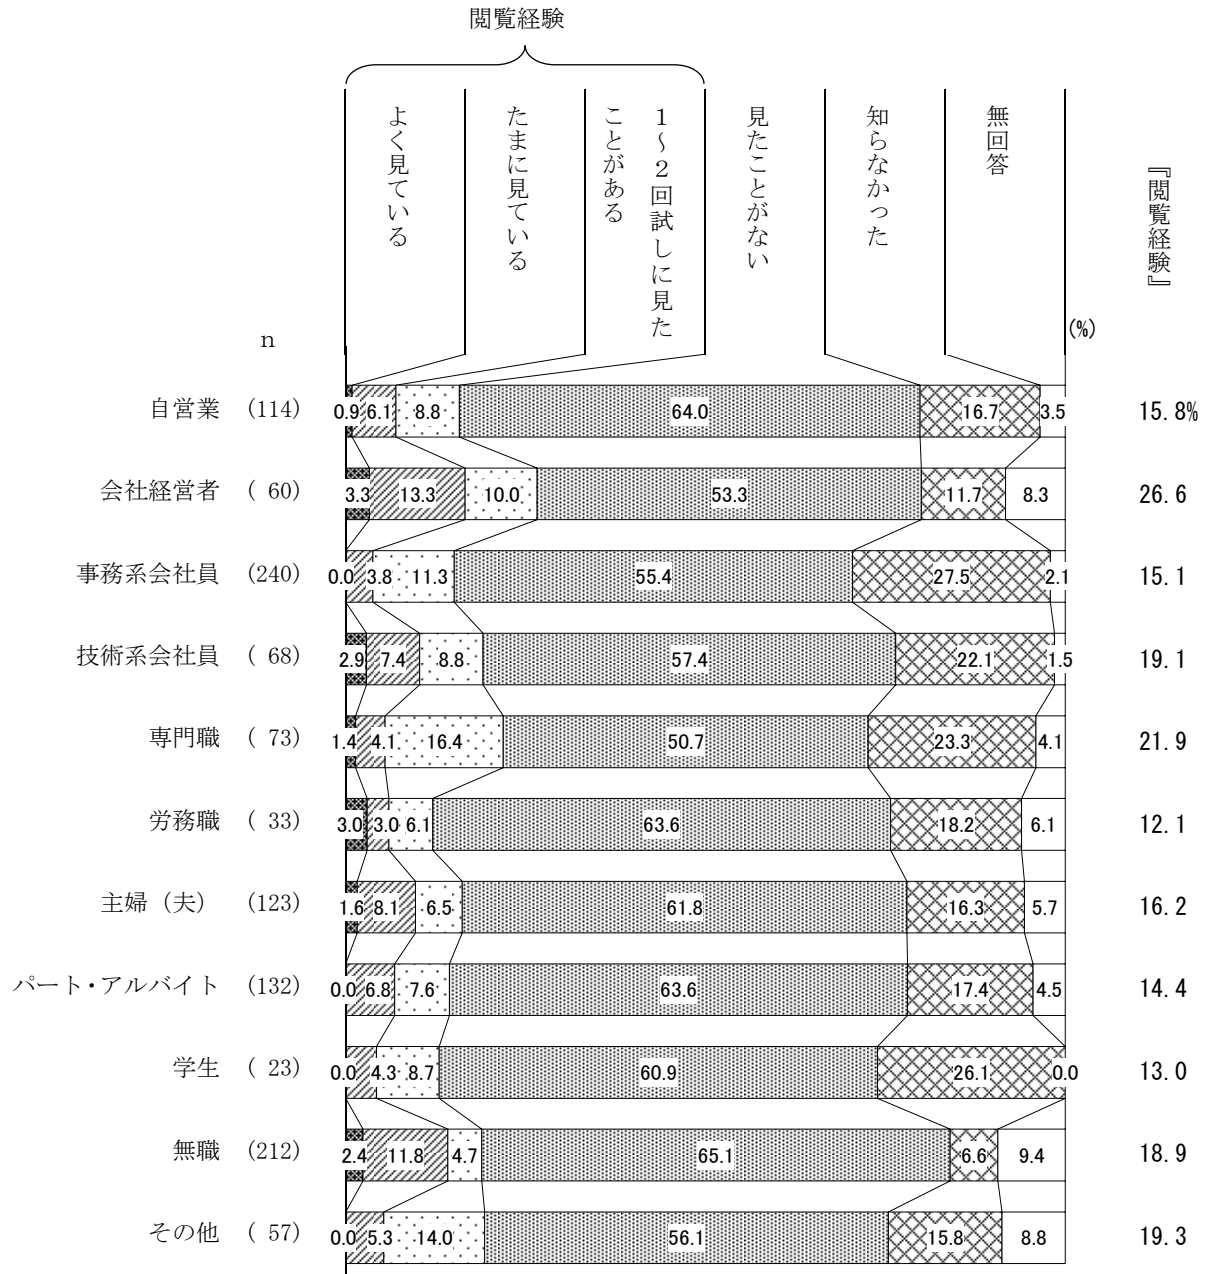 閲覧経験
よく見ている
たまに見ている
1～2回試しに見た
ことがある
見たことがない
知らなかった
無回答
『閲覧経験』
n
(%)
自営業 (114) 0.9 6.1 8.8 64.0 16.7 3.5 15.8%
会社経営者 ( 60) 3.3 13.3 10.0 53.3 11.7 8.3 26.6
事務系会社員 (240) 0.0 3.8 11.3 55.4 27.5 2.1 15.1
技術系会社員 ( 68) 2.9 7.4 8.8 57.4 22.1 1.5 19.1
専門職 ( 73) 1.4 4.1 16.4 50.7 23.3 4.1 21.9
労務職 ( 33) 3.0 3.0 6.1 63.6 18.2 6.1 12.1
主婦（夫） (123) 1.6 8.1 6.5 61.8 16.3 5.7 16.2
パート・アルバイト (132) 0.0 6.8 7.6 63.6 17.4 4.5 14.4
学生 ( 23) 0.0 4.3 8.7 60.9 26.1 0.0 13.0
無職 (212) 2.4 11.8 4.7 65.1 6.6 9.4 18.9
その他 ( 57) 0.0 5.3 14.0 56.1 15.8 8.8 19.3